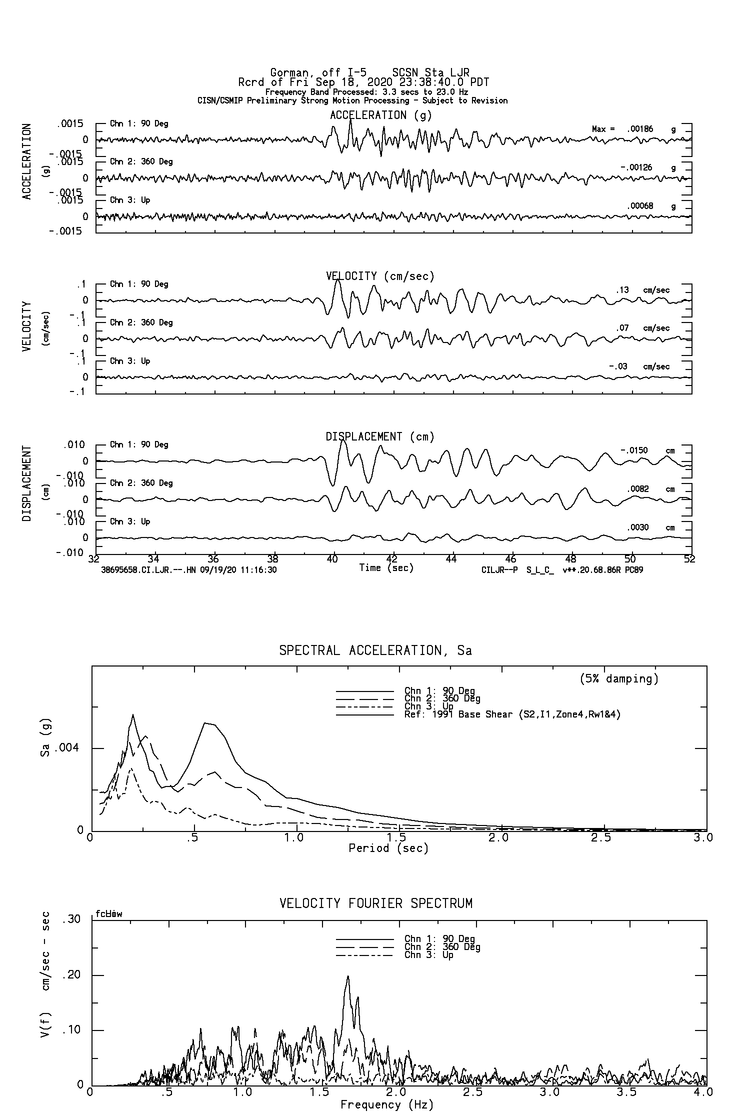 Gorman, off I-5    SCSN Sta LJR
Rcrd of Fri Sep 18, 2020 23:38:40.0 PDT
Frequency Band Processed: 3.3 secs to 23.0 Hz
CISN/CSMIP Preliminary Strong Motion Processing - Subject to Revision
ACCELERATION (g)
ACCELERATION
(g)
.0015 Chn 1: 90 Deg Max = .00186 g
0
-.0015
.0015 Chn 2: 360 Deg -.00126 g
0
-.0015
.0015 Chn 3: Up .00068 g
0
-.0015
VELOCITY (cm/sec)
VELOCITY
(cm/sec)
.1 Chn 1: 90 Deg .13 cm/sec
0
-.1
.1 Chn 2: 360 Deg .07 cm/sec
0
-.1
.1 Chn 3: Up -.03 cm/sec
0
-.1
DISPLACEMENT (cm)
DISPLACEMENT
(cm)
.010 Chn 1: 90 Deg -.0150 cm
0
-.010
.010 Chn 2: 360 Deg .0082 cm
0
-.010
.010 Chn 3: Up .0030 cm
0
-.010
32 34 36 38 40 42 44 46 48 50 52
38695658.CI.LJR.--.HN 09/19/20 11:16:30 Time (sec) CILJR--P S_L_C_ v**.20.68.86R PC89
SPECTRAL ACCELERATION, Sa
(5% damping)
Chn 1: 90 Deg
Chn 2: 360 Deg
Chn 3: Up
Ref: 1991 Base Shear (S2,I1,Zone4,Rw1&4)
Sa (g)
.004
0
0 .5 1.0 1.5 2.0 2.5 3.0
Period (sec)
VELOCITY FOURIER SPECTRUM
Chn 1: 90 Deg
Chn 2: 360 Deg
Chn 3: Up
V(f) cm/sec - sec
.30
.20
.10
0
0 .5 1.0 1.5 2.0 2.5 3.0 3.5 4.0
Frequency (Hz)